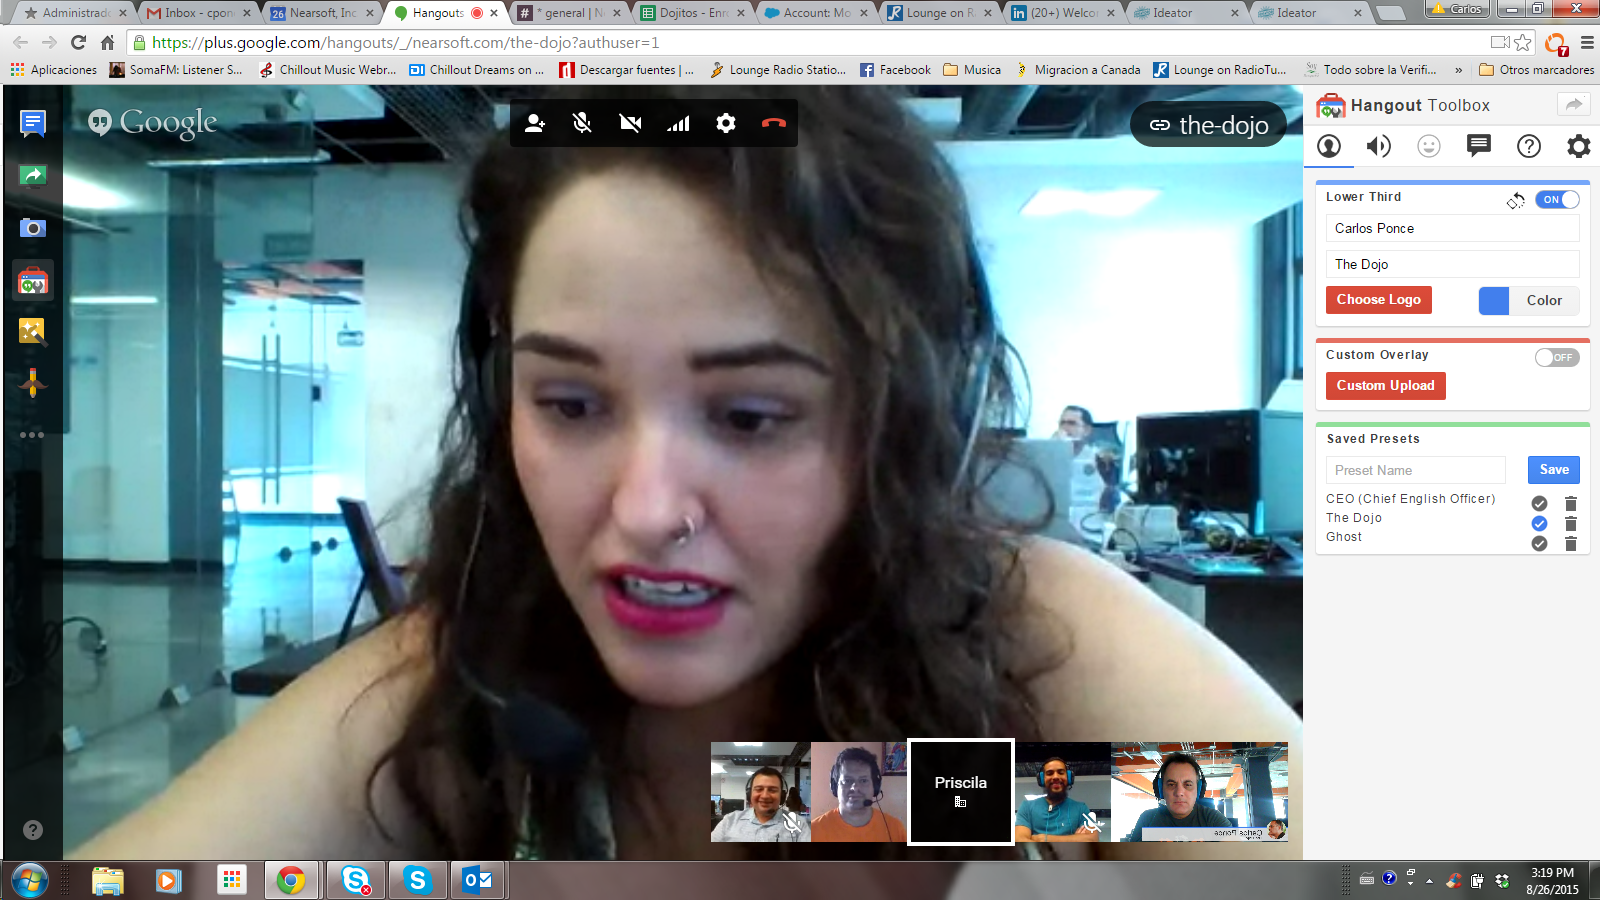 Administrado
Inbox - cpon
26 Nearsoft, Inc
Hangouts
# * general | N
Dojitos - Enr
Account: Mo
Lounge on R
in (20+) Welco
Ideator
Ideator
Carlos
https://plus.google.com/hangouts/_/nearsoft.com/the-dojo?authuser=1
7
Aplicaciones
SomaFM: Listener S...
Chillout Music Webr...
DI Chillout Dreams on ...
Descargar fuentes | ...
Lounge Radio Statio...
Facebook
Musica
Migracion a Canada
Lounge on RadioTu...
Todo sobre la Verifi...
»
Otros marcadores
Google
the-dojo
Hangout Toolbox
Lower Third
ON
Carlos Ponce
The Dojo
Choose Logo
Color
Custom Overlay
OFF
Custom Upload
Saved Presets
Preset Name
Save
CEO (Chief English Officer)
The Dojo
Ghost
Priscila
Carlos Ponce
3:19 PM
8/26/2015